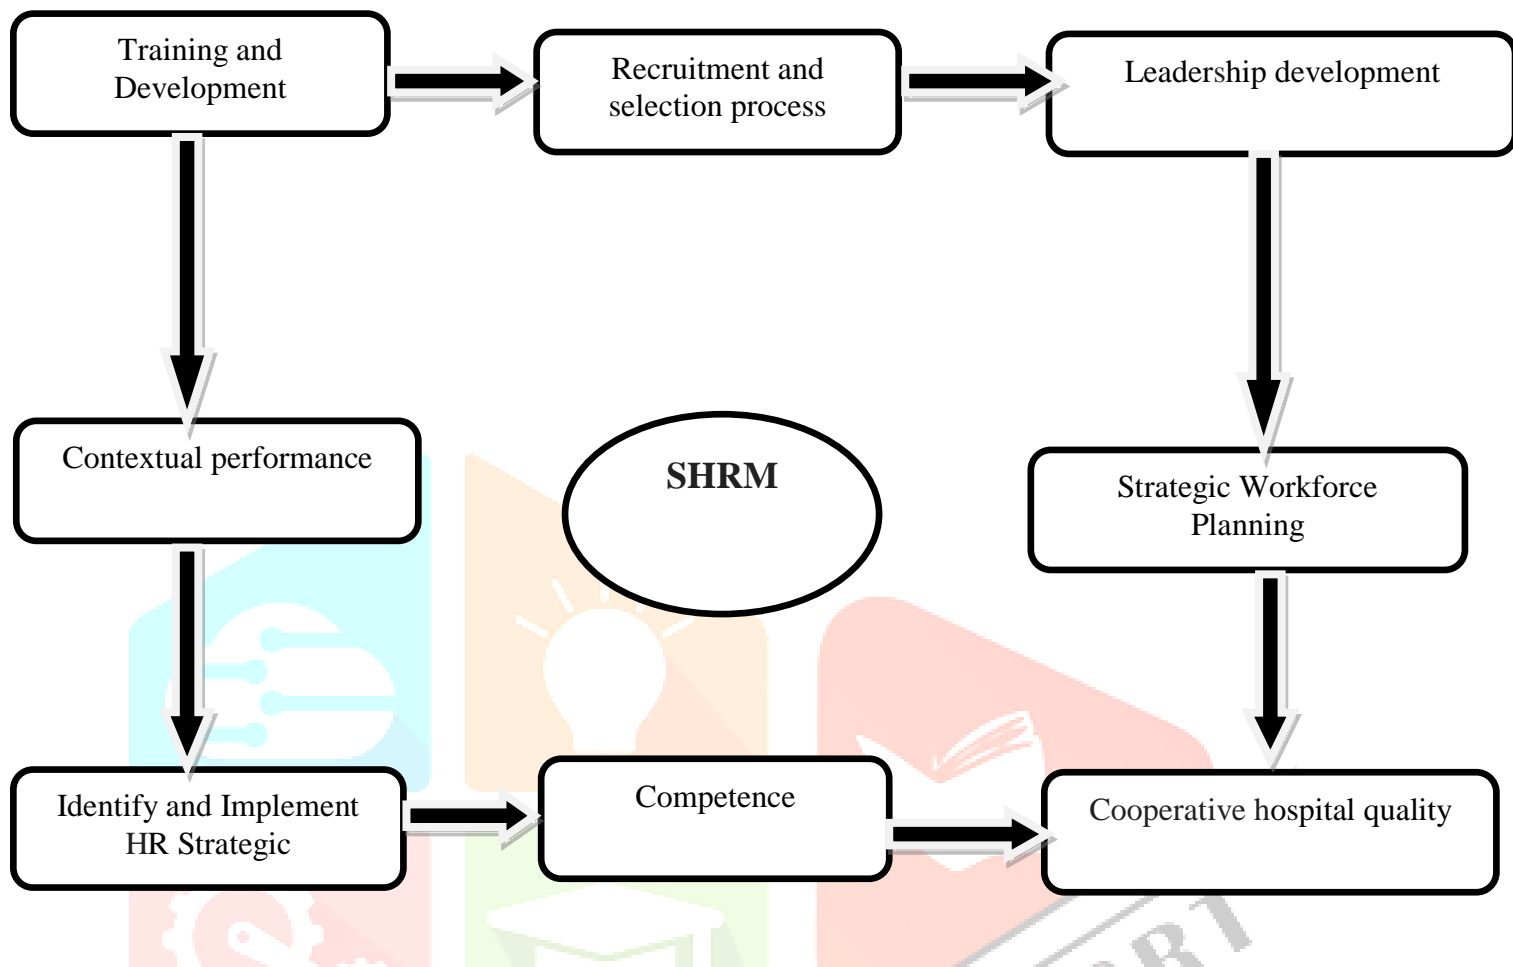 Training and
Development
Recruitment and
selection process
Leadership development
Contextual performance
SHRM
Strategic Workforce
Planning
Identify and Implement
HR Strategic
Competence
Cooperative hospital quality